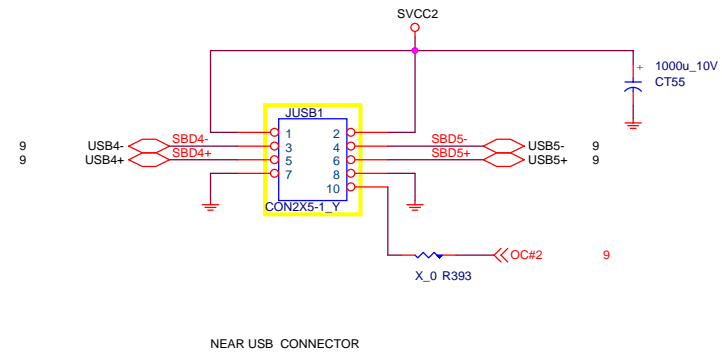 SVCC2
+ 1000u_10V
CT55
JUSB1
1 2
9 USB4- SBD4- 3 4 SBD5- USB5- 9
9 USB4+ SBD4+ 5 6 SBD5+ USB5+ 9
7 8
10
CON2X5-1_Y
OC#2 9
X_0 R393
NEAR USB CONNECTOR